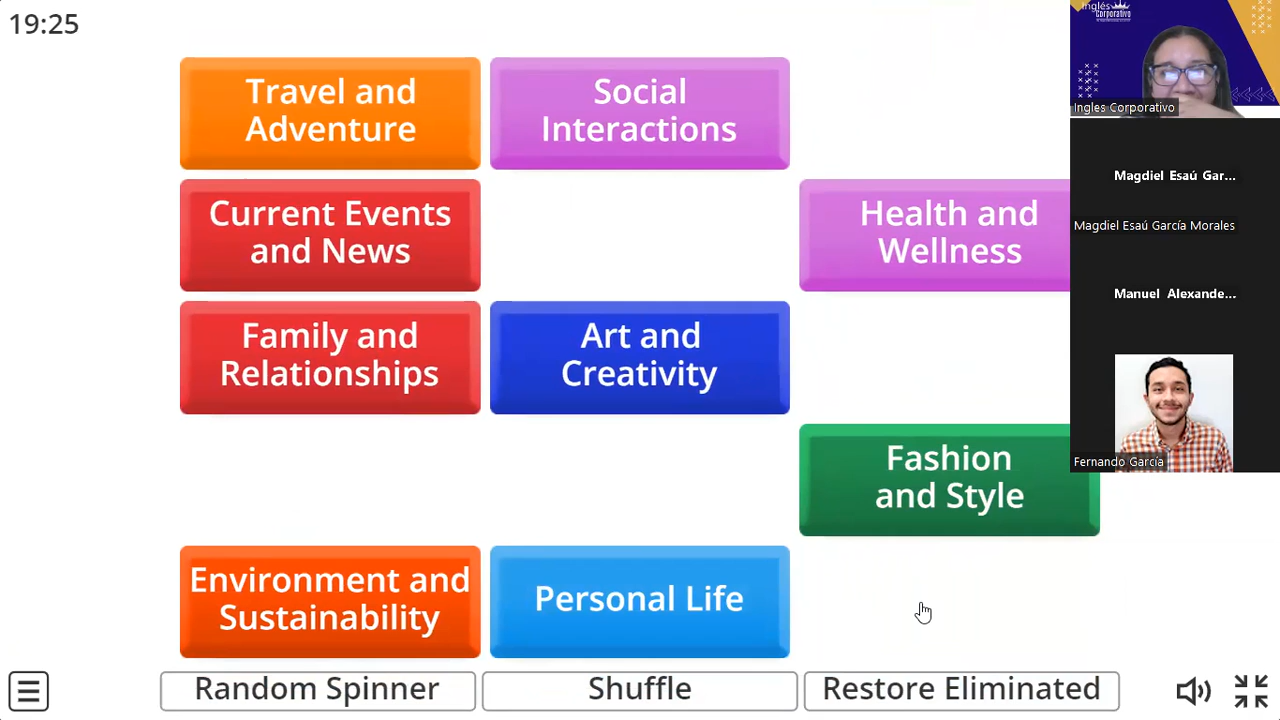 19:25
Travel and
Adventure
Social
Interactions
Current Events
and News
Health and
Wellness
Family and
Relationships
Art and
Creativity
Fashion
and Style
Environment and
Sustainability
Personal Life
Random Spinner
Shuffle
Restore Eliminated
Inglés
Corporativo
Ingles Corporativo
Magdiel Esaú Gar...
Magdiel Esaú García Morales
Manuel Alexande...
Fernando García